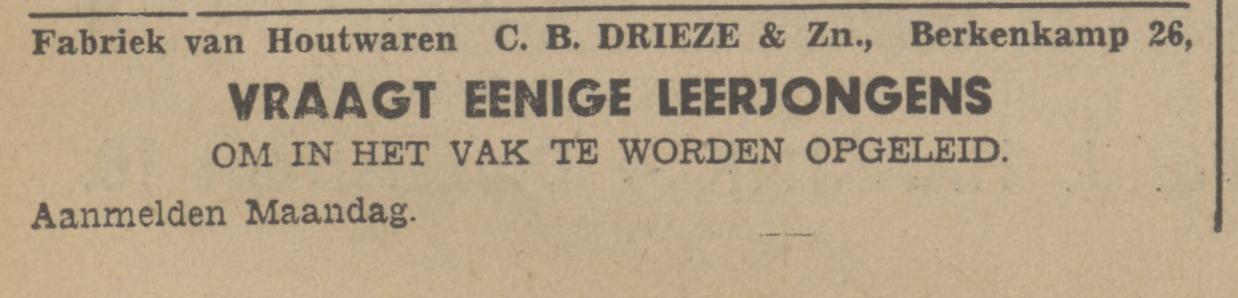 Fabriek van Houtwaren C. B. DRIEZE & Zn., Berkenkamp 26,
VRAAGT EENIGE LEERJONGENS
OM IN HET VAK TE WORDEN OPGELEID.
Aanmelden Maandag.